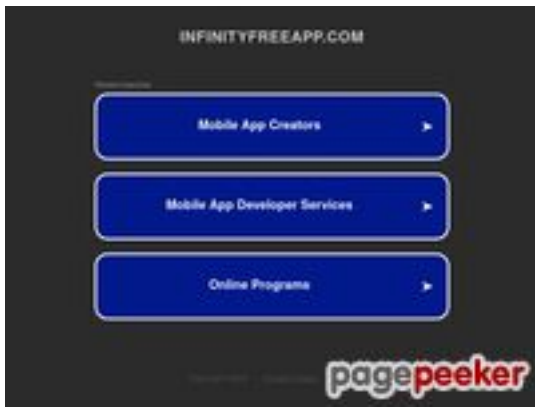 INFINITYFREEAPP.COM
Mobile App Creators
Mobile App Developer Services
Online Programs
pagepeeker